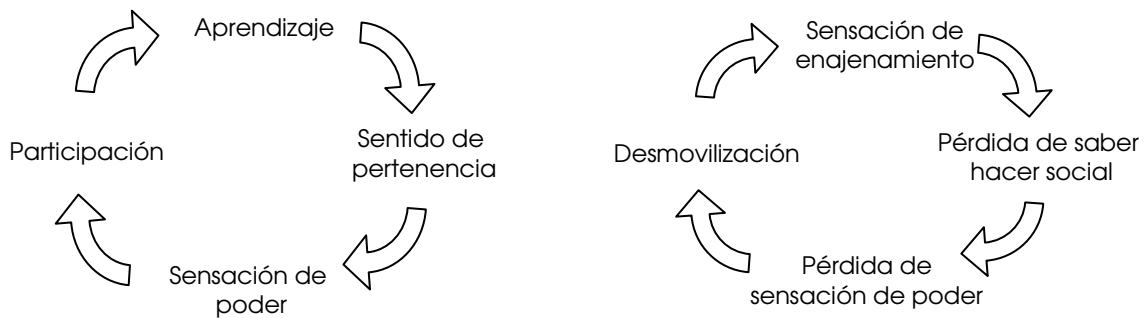 Aprendizaje
Sentido de
pertenencia
Sensación de
poder
Participación
Sensación de
enajenamiento
Pérdida de saber
hacer social
Pérdida de
sensación de poder
Desmovilización